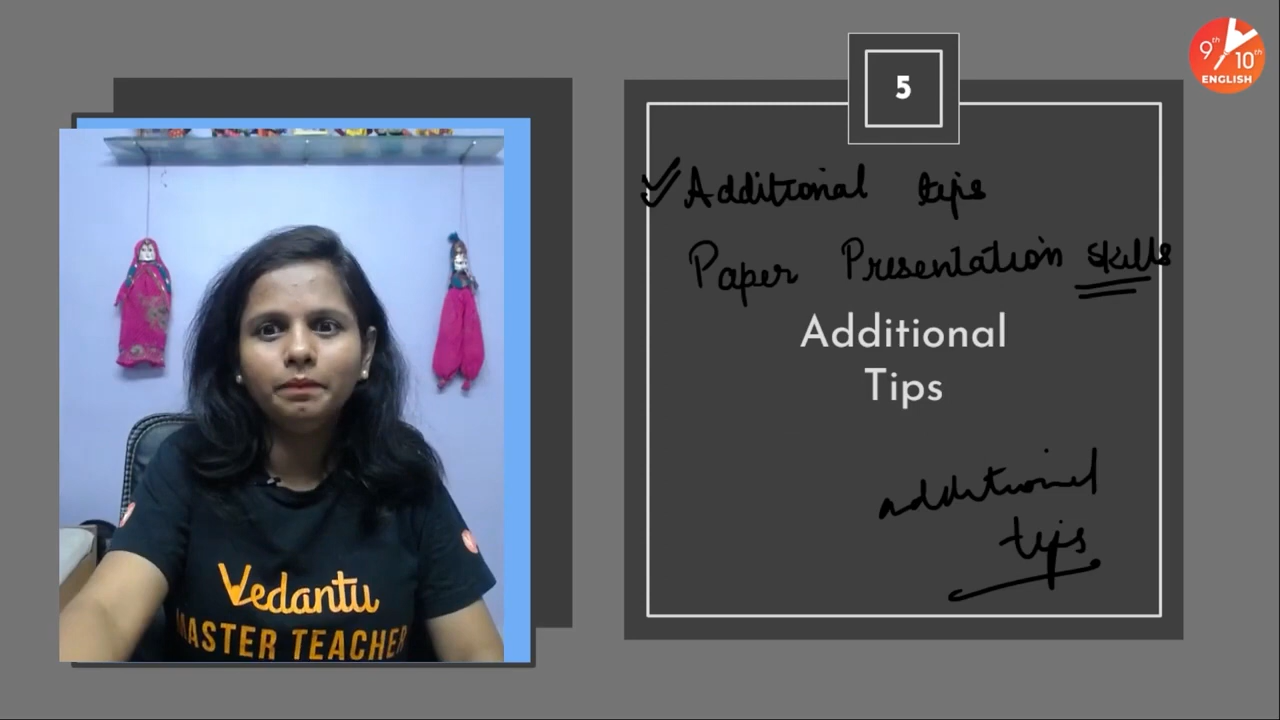 9th 10th
ENGLISH
5
Additional tips
Paper Presentation skills
Additional
Tips
additional
tips
Vedantu
MASTER TEACHER